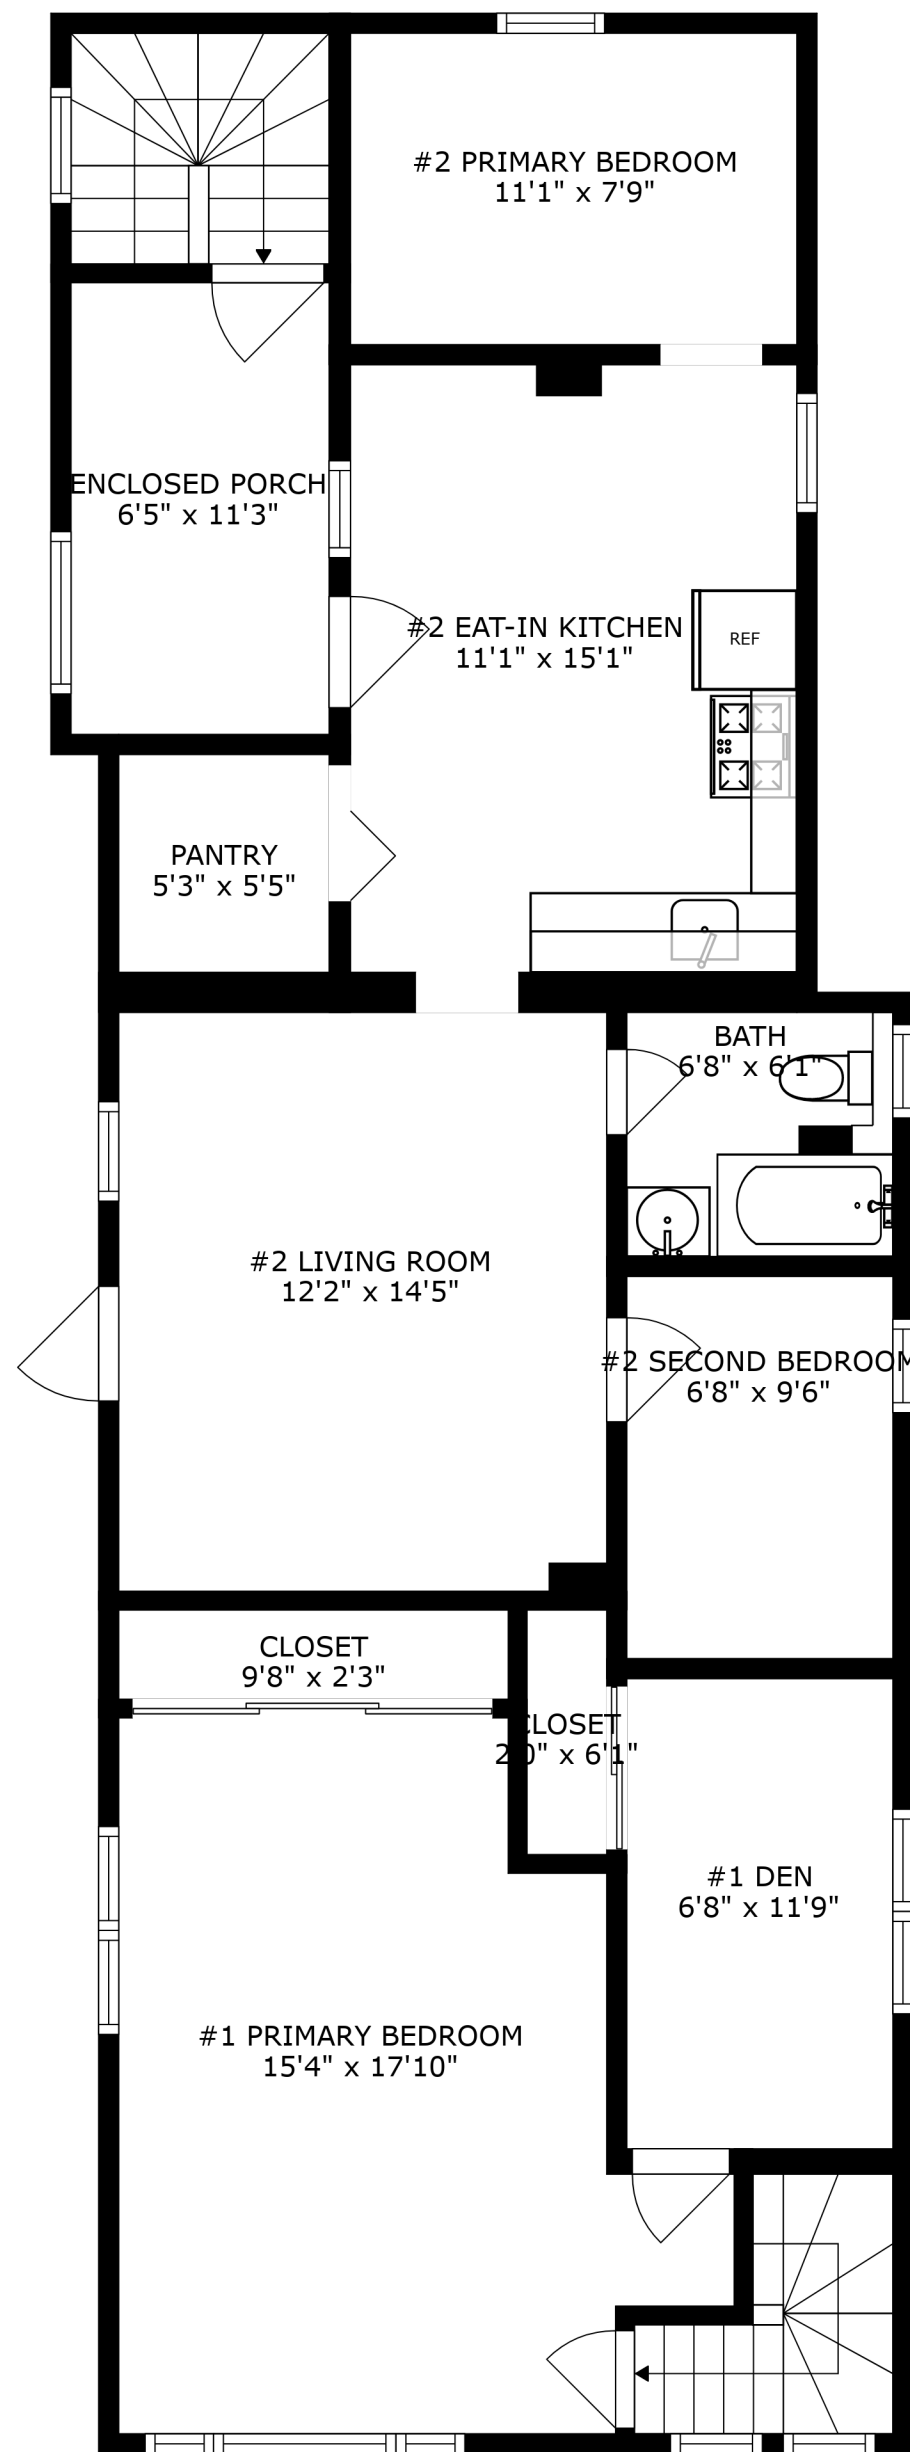 #2 PRIMARY BEDROOM
11'1" x 7'9"
ENCLOSED PORCH
6'5" x 11'3"
#2 EAT-IN KITCHEN
11'1" x 15'1"
REF
PANTRY
5'3" x 5'5"
BATH
6'8" x 6'1"
#2 LIVING ROOM
12'2" x 14'5"
#2 SECOND BEDROOM
6'8" x 9'6"
CLOSET
9'8" x 2'3"
CLOSET
2'0" x 6'1"
#1 DEN
6'8" x 11'9"
#1 PRIMARY BEDROOM
15'4" x 17'10"